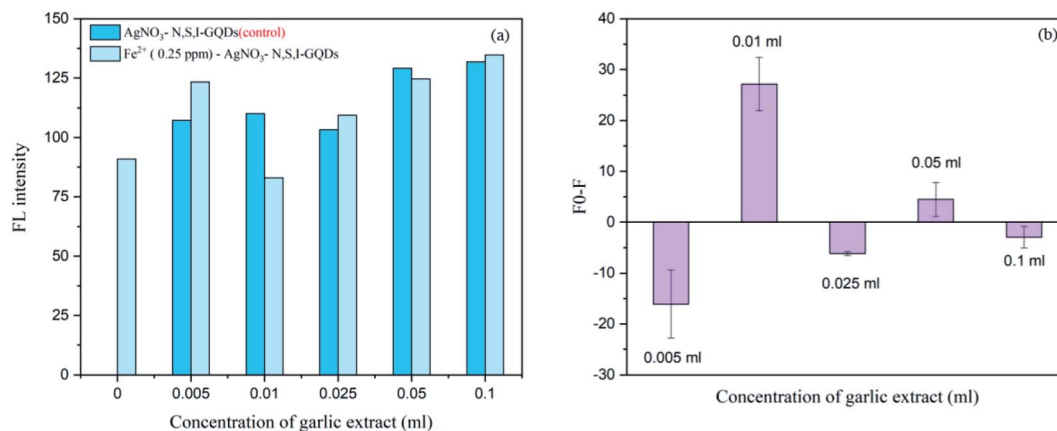 150
125
100
75
50
25
0
FL intensity
AgNO₃- N,S,I-GQDs(control)
Fe²⁺ ( 0.25 ppm) - AgNO₃- N,S,I-GQDs
(a)
0 0.005 0.01 0.025 0.05 0.1
Concentration of garlic extract (ml)
40
30
20
10
0
-10
-20
-30
F0-F
(b)
0.01 ml
0.05 ml
0.1 ml
0.025 ml
0.005 ml
Concentration of garlic extract (ml)